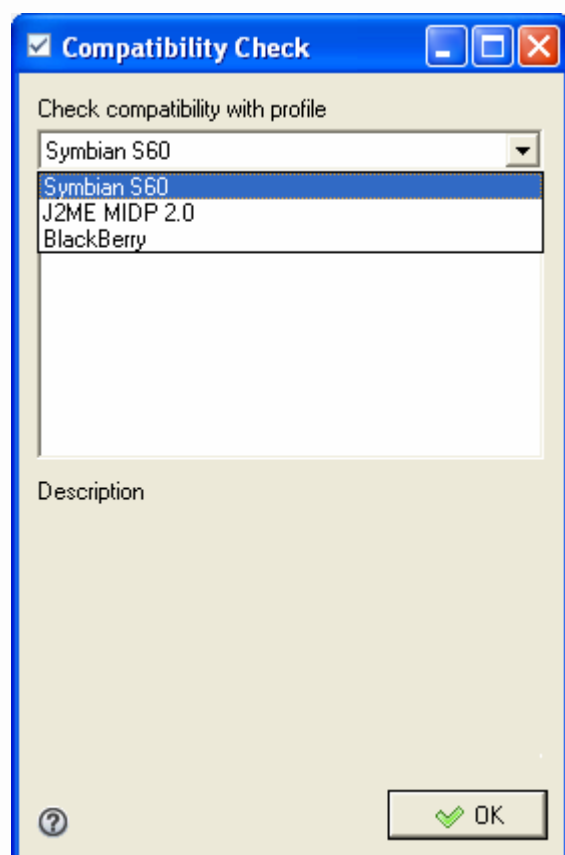 Compatibility Check
Check compatibility with profile
Symbian S60
Symbian S60
J2ME MIDP 2.0
BlackBerry
Description
OK